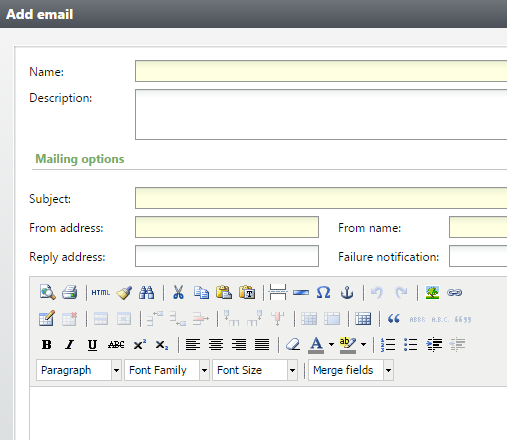 Add email
Name:
Description:
Mailing options
Subject:
From address: From name:
Reply address: Failure notification:
HTML T Ω
ABBR A.B.C.
B I U ABC x² x₂ A ab
Paragraph Font Family Font Size Merge fields